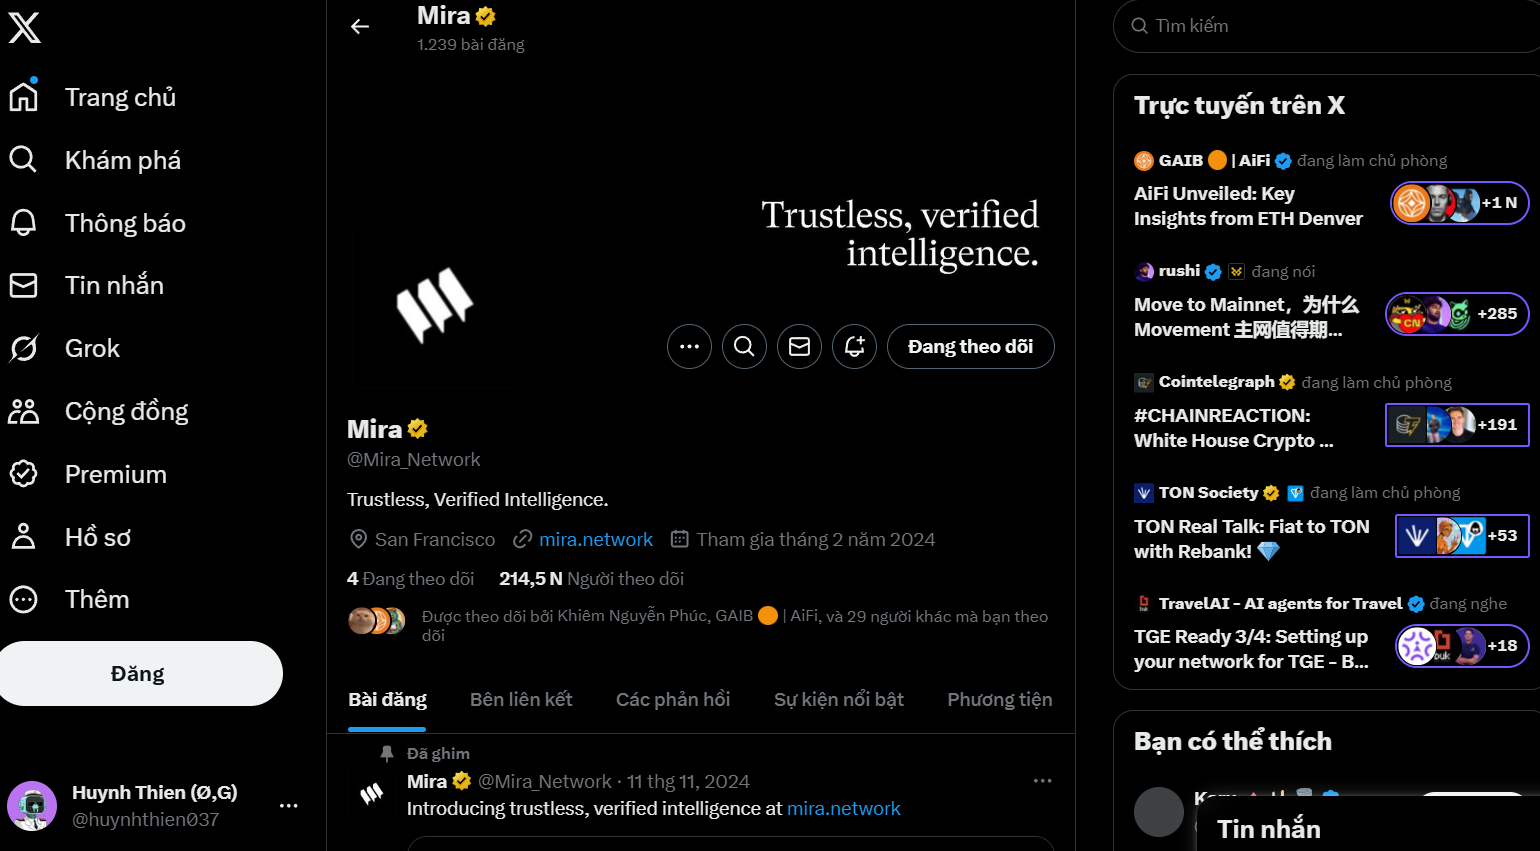 Trang chủ
Khám phá
Thông báo
Tin nhắn
Grok
Cộng đồng
Premium
Hồ sơ
Thêm
Đăng
Huynh Thien (Ø,G)
@huynhthien037
Mira
1.239 bài đăng
Trustless, verified
intelligence.
Đang theo dõi
Mira
@Mira_Network
Trustless, Verified Intelligence.
San Francisco mira.network Tham gia tháng 2 năm 2024
4 Đang theo dõi 214,5 N Người theo dõi
Được theo dõi bởi Khiêm Nguyễn Phúc, GAIB 🟠 | AiFi, và 29 người khác mà bạn theo
dõi
Bài đăng Bên liên kết Các phản hồi Sự kiện nổi bật Phương tiện
Đã ghim
Mira @Mira_Network · 11 thg 11, 2024
Introducing trustless, verified intelligence at mira.network
Tìm kiếm
Trực tuyến trên X
GAIB 🟠 | AiFi đang làm chủ phòng
AiFi Unveiled: Key
Insights from ETH Denver
+1 N
rushi đang nói
Move to Mainnet，为什么
Movement 主网值得期...
CN
+285
Cointelegraph đang làm chủ phòng
#CHAINREACTION:
White House Crypto ...
+191
TON Society đang làm chủ phòng
TON Real Talk: Fiat to TON
with Rebank! 💎
+53
TravelAI - AI agents for Travel đang nghe
TGE Ready 3/4: Setting up
your network for TGE - B...
buk
+18
Bạn có thể thích
Tin nhắn